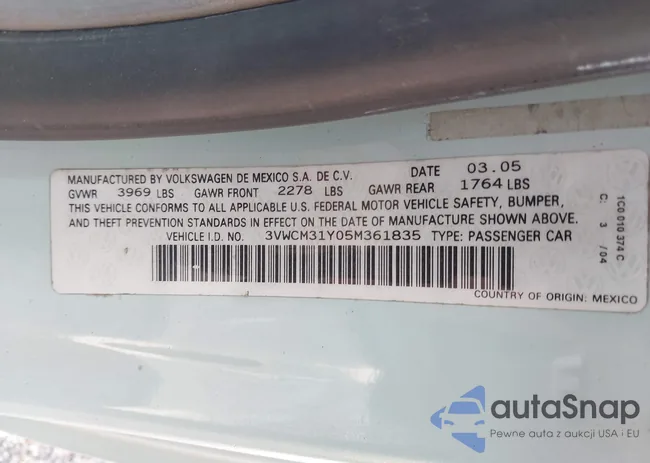 MANUFACTURED BY VOLKSWAGEN DE MEXICO S.A. DE C.V. DATE 03.05
GVWR 3969 LBS GAWR FRONT 2278 LBS GAWR REAR 1764 LBS
THIS VEHICLE CONFORMS TO ALL APPLICABLE U.S. FEDERAL MOTOR VEHICLE SAFETY, BUMPER,
AND THEFT PREVENTION STANDARDS IN EFFECT ON THE DATE OF MANUFACTURE SHOWN ABOVE.
VEHICLE I.D. NO. 3VWCM31Y05M361835 TYPE: PASSENGER CAR
COUNTRY OF ORIGIN: MEXICO
1C0 010 374 C
C. 3 /04
autaSnap
Pewne auta z aukcji USA i EU